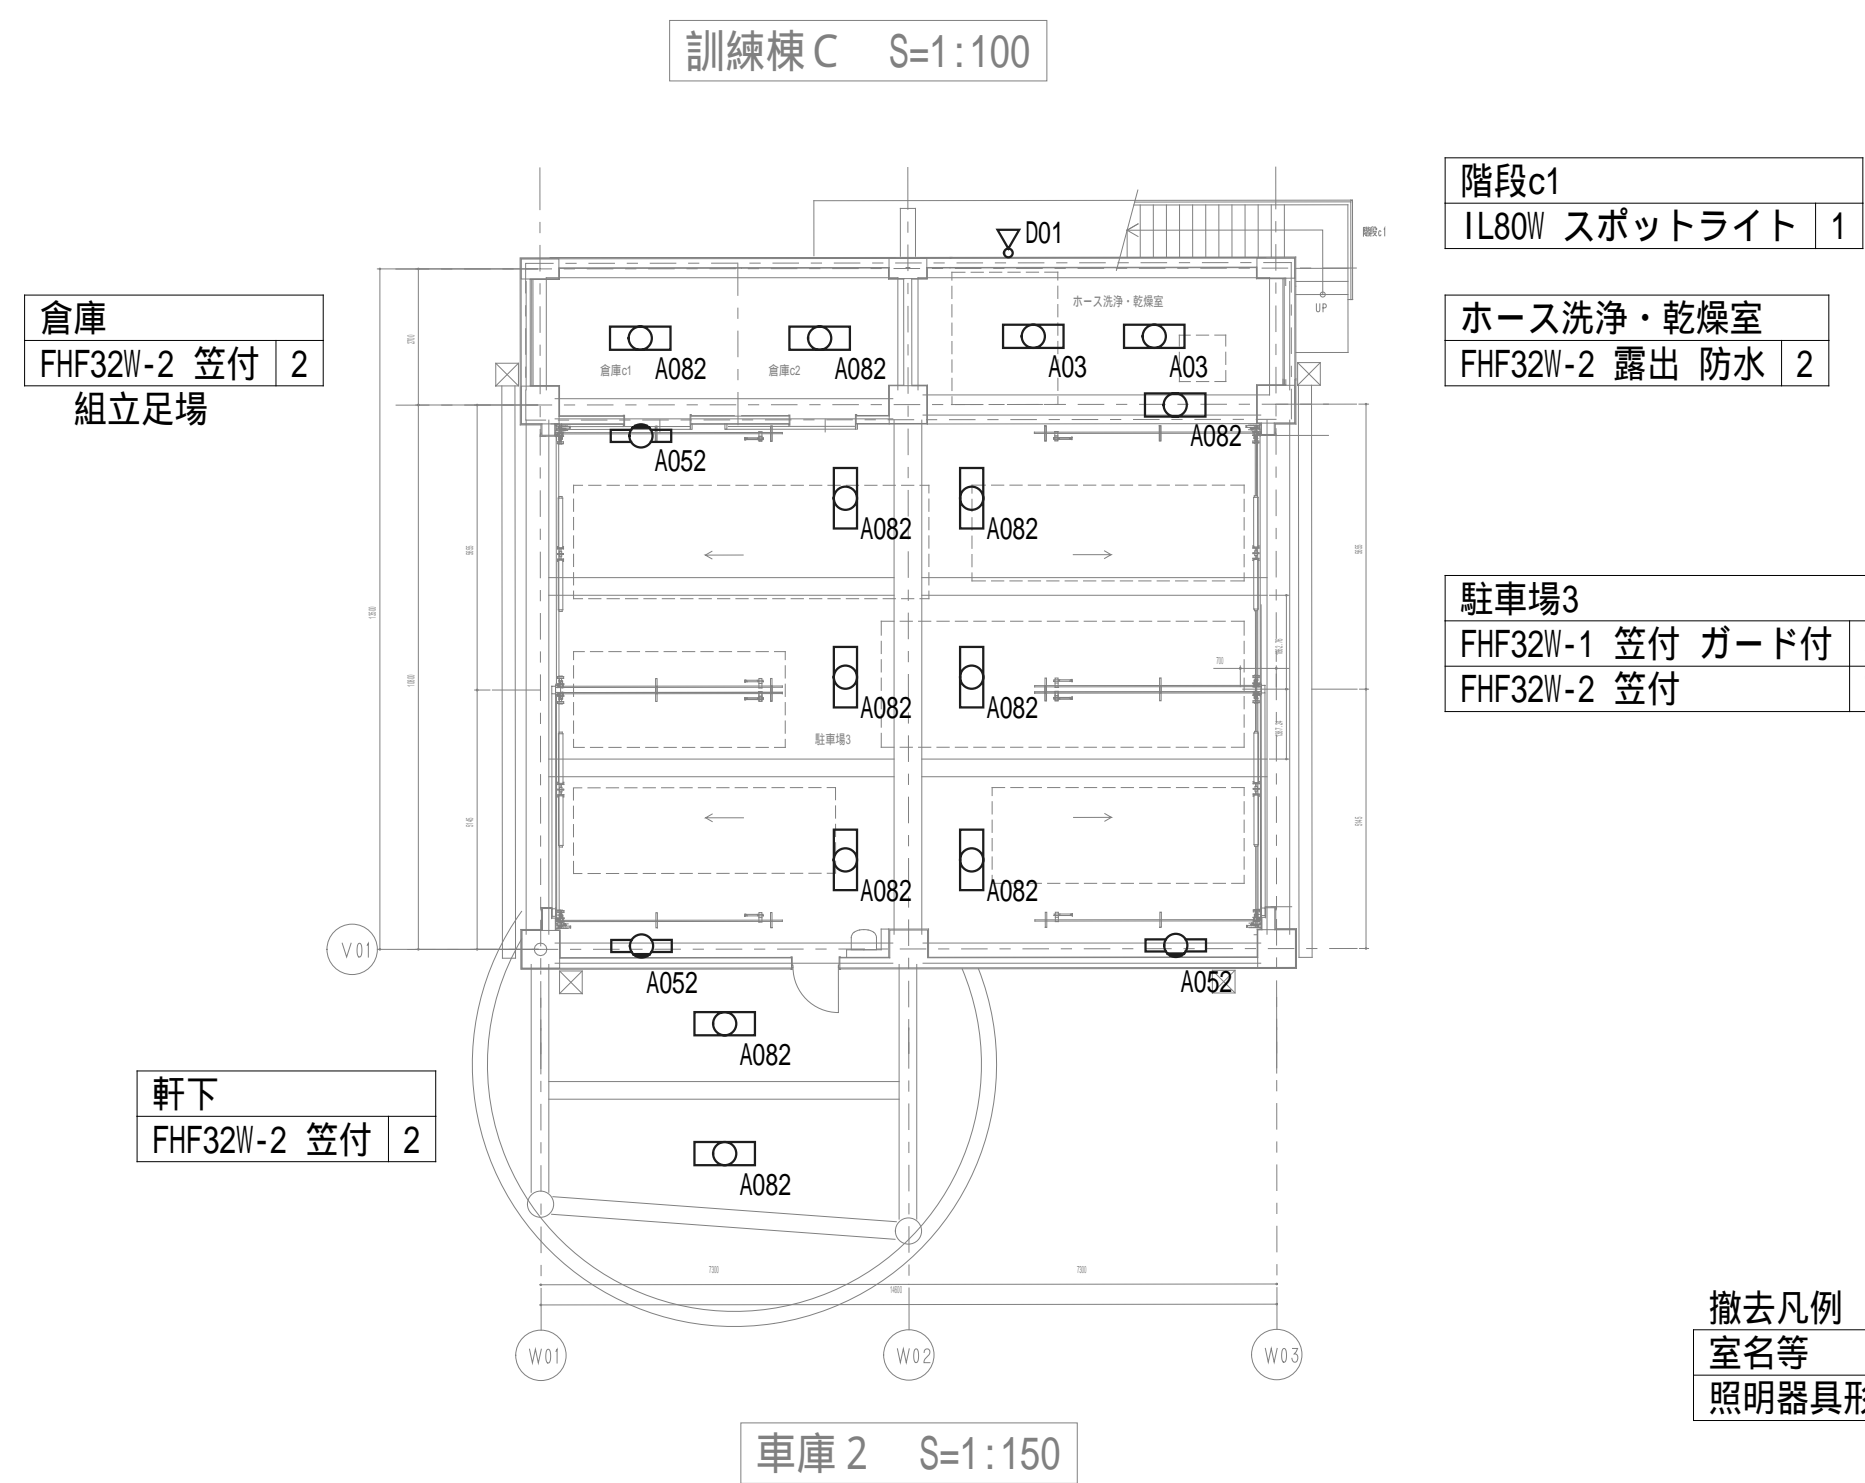 訓練棟C S=1:100
階段c1
IL80W スポットライト 1
D01
階段c1
倉庫
FHF32W-2 笠付 2
組立足場
ホース洗浄・乾燥室
FHF32W-2 露出 防水 2
ホース洗浄・乾燥室
UP
倉庫c1
A082
倉庫c2
A082
A03
A03
A082
A052
A082
A082
駐車場3
FHF32W-1 笠付 ガード付
FHF32W-2 笠付
700
A082
A082
駐車場3
A082
A082
V01
A052
A052
A082
軒下
FHF32W-2 笠付 2
A082
7300
7300
14600
W01
W02
W03
撤去凡例
室名等
車庫2 S=1:150